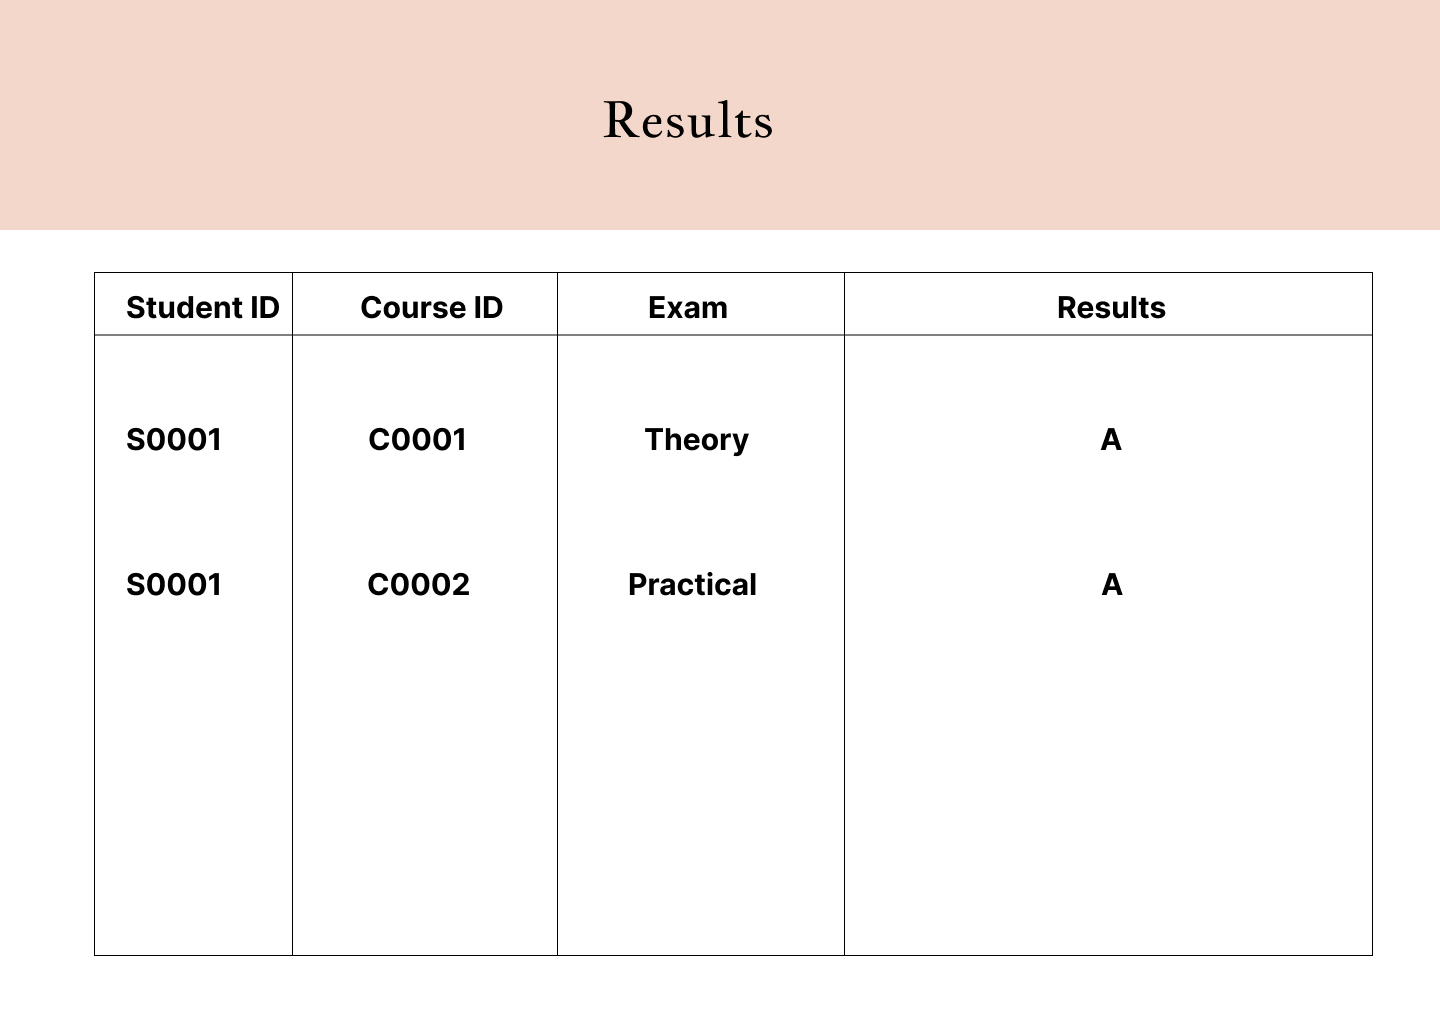 Results
Student ID Course ID Exam Results
S0001 C0001 Theory A
S0001 C0002 Practical A